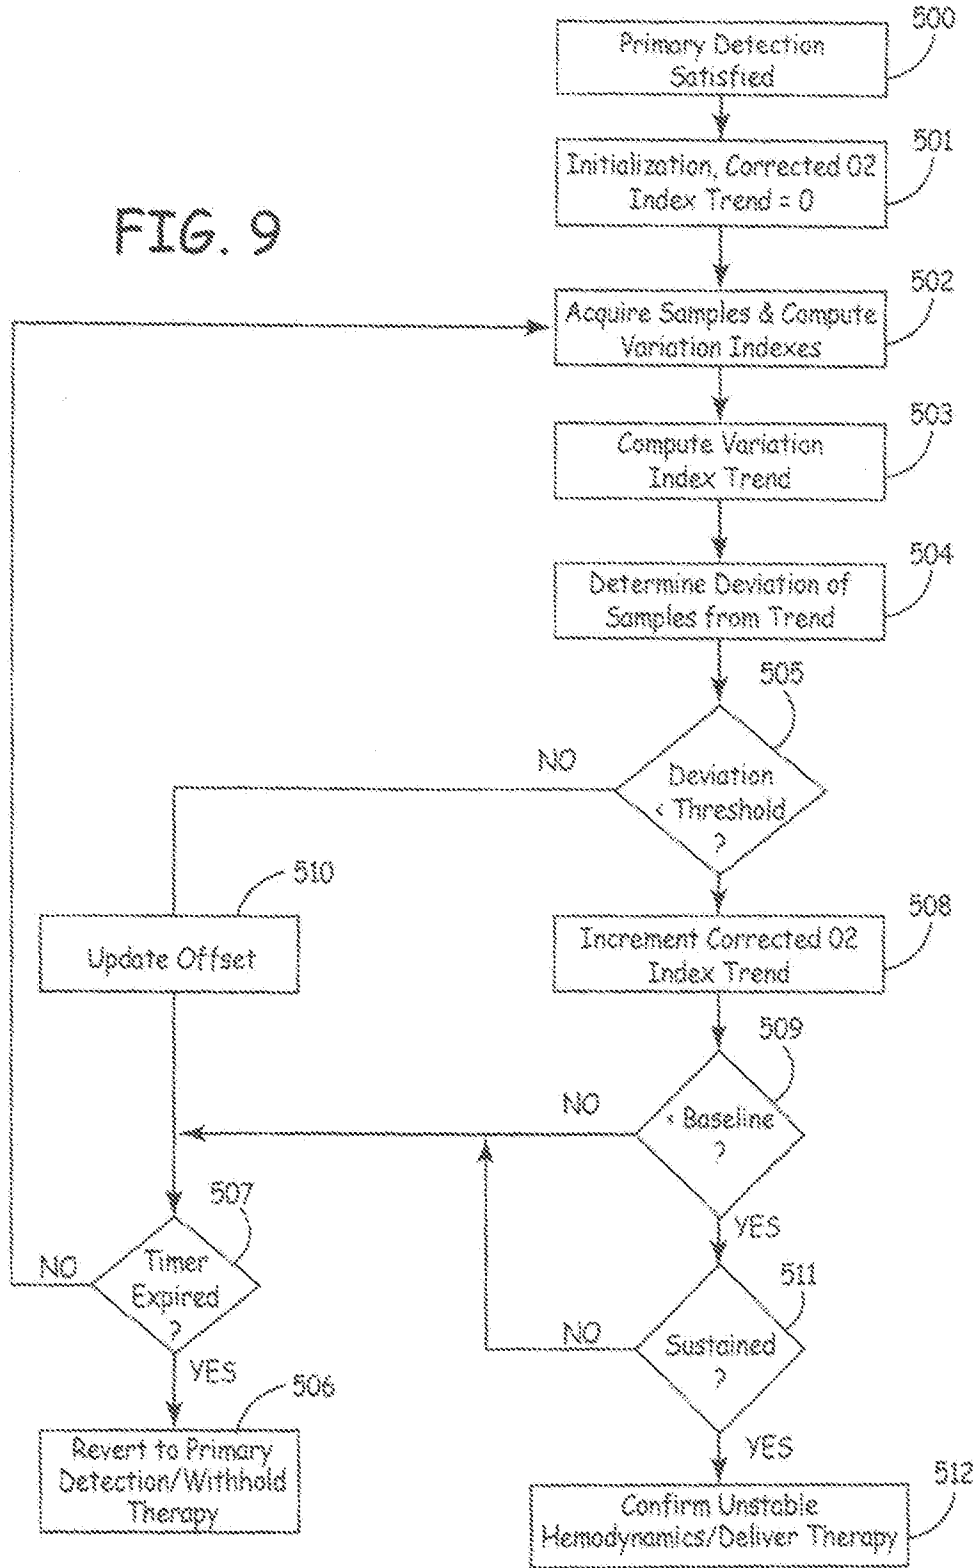 500
Primary Detection
Satisfied
501
Initialization, Corrected O2
Index Trend = 0
FIG. 9
502
Acquire Samples & Compute
Variation Indexes
503
Compute Variation
Index Trend
504
Determine Deviation of
Samples from Trend
505
NO
Deviation
< Threshold
?
510
Update Offset
508
Increment Corrected O2
Index Trend
509
NO
< Baseline
?
YES
507
NO
Timer
Expired
?
YES
511
NO
Sustained
?
YES
506
Revert to Primary
Detection/Withhold
Therapy
512
Confirm Unstable
Hemodynamics/Deliver Therapy